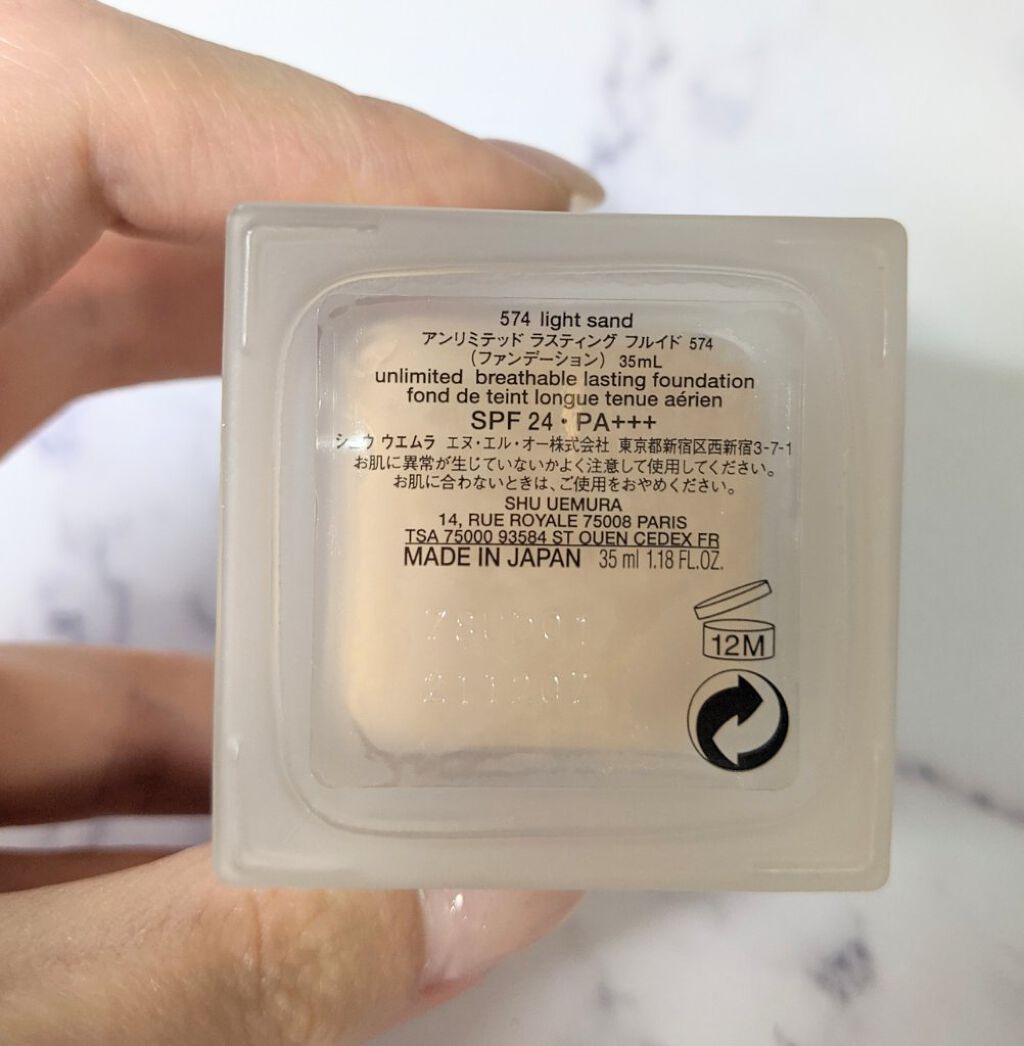 574 light sand
アンリミテッド ラスティング フルイド 574
（ファンデーション） 35mL
unlimited breathable lasting foundation
fond de teint longue tenue aérien
SPF 24・PA+++
シュウ ウエムラ エヌ・エル・オー株式会社 東京都新宿区西新宿3-7-1
お肌に異常が生じていないかよく注意して使用してください。
お肌に合わないときは、ご使用をおやめください。
SHU UEMURA
14, RUE ROYALE 75008 PARIS
TSA 75000 93584 ST OUEN CEDEX FR
MADE IN JAPAN 35 ml 1.18 FL.OZ.
12M